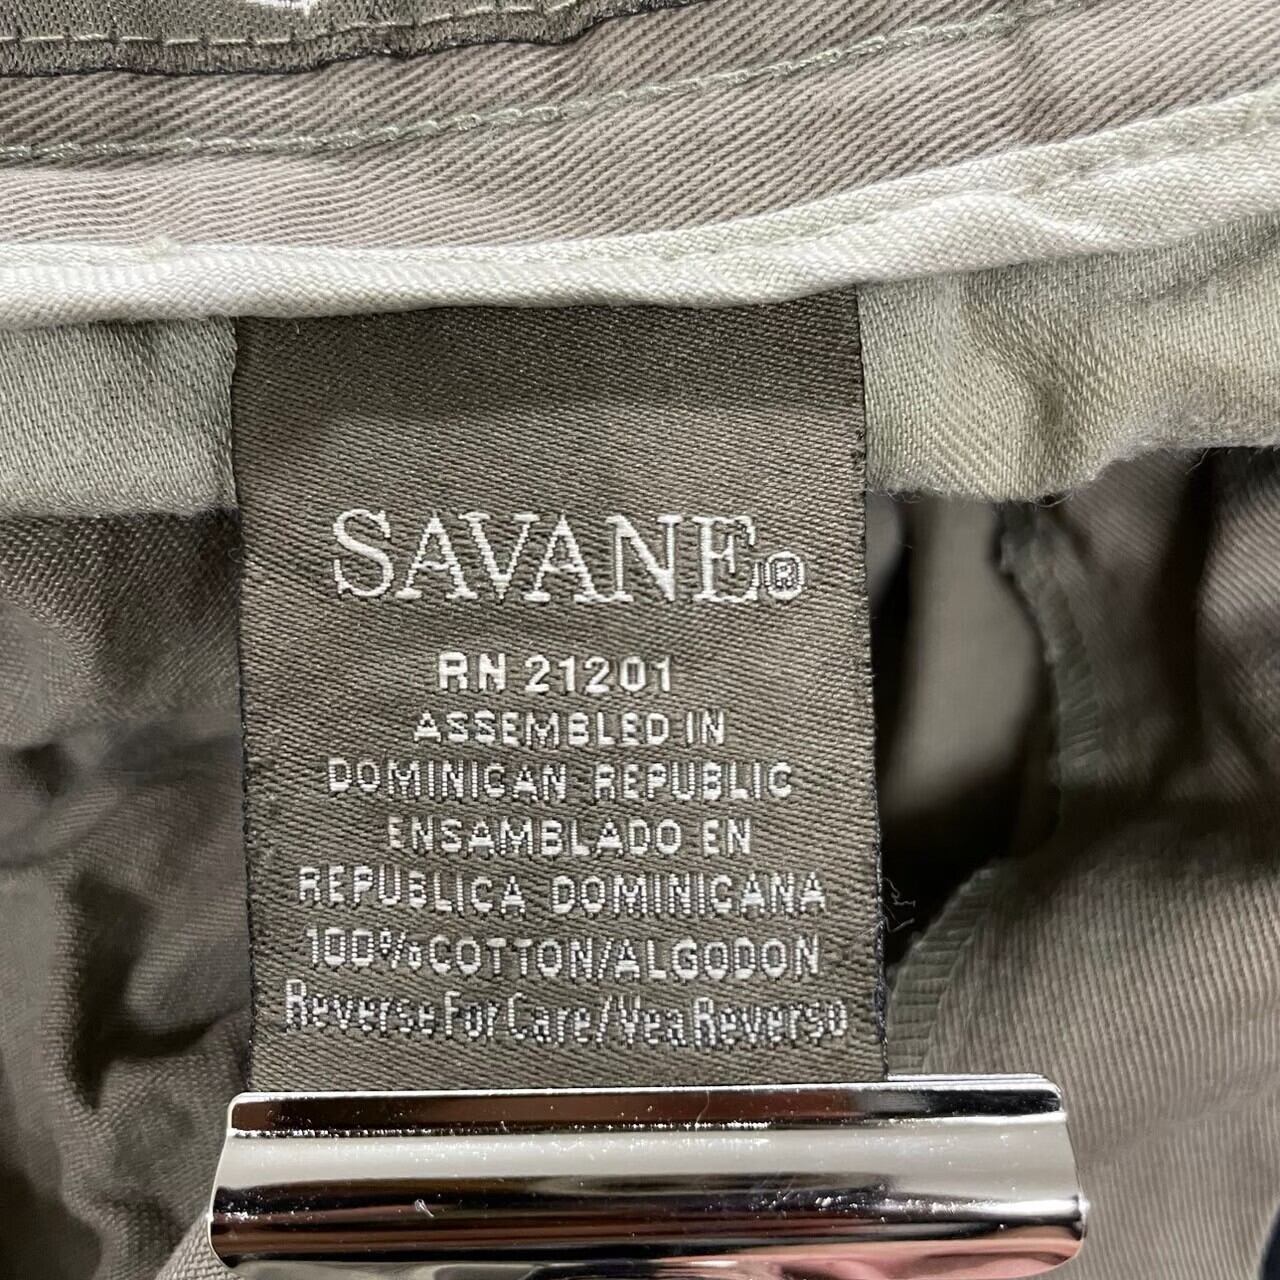 SAVANE®
RN 21201
ASSEMBLED IN
DOMINICAN REPUBLIC
ENSAMBLADO EN
REPUBLICA DOMINICANA
100% COTTON/ALGODON
Reverse For Care/Vea Reverso